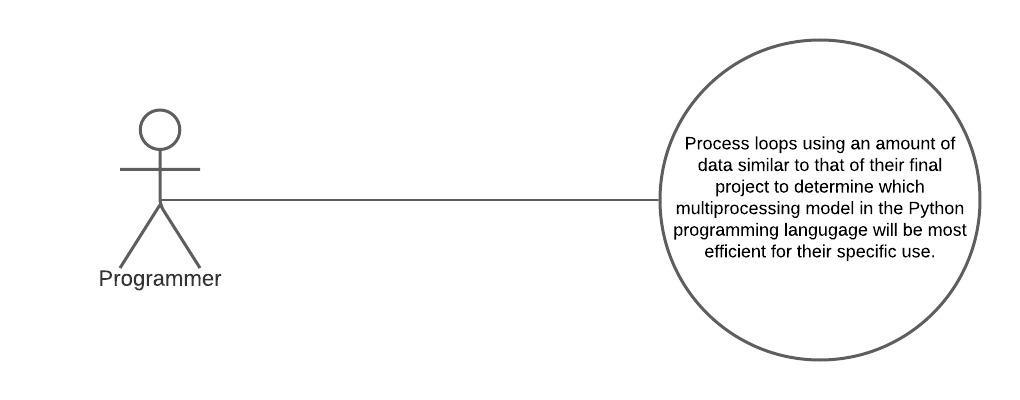 Process loops using an amount of
data similar to that of their final
project to determine which
multiprocessing model in the Python
programming langugage will be most
efficient for their specific use.
Programmer